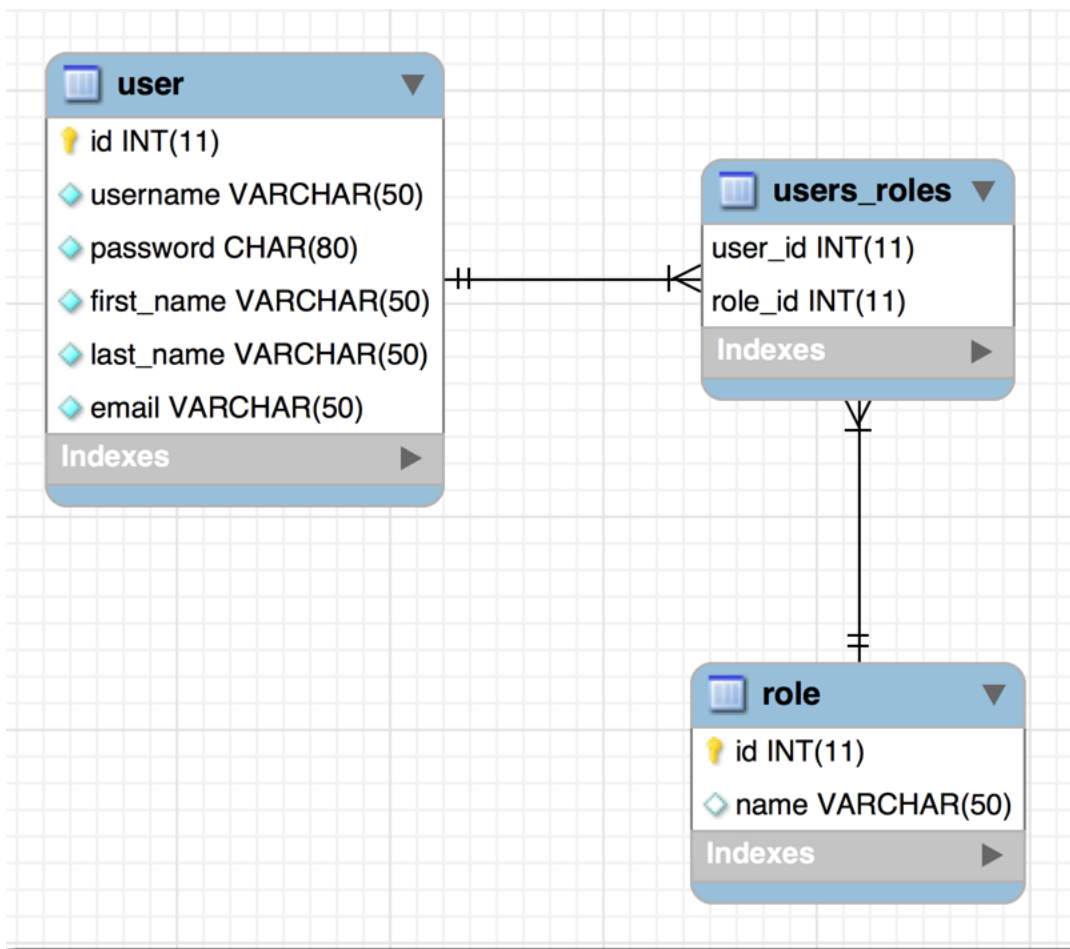 user
id INT(11)
username VARCHAR(50)
password CHAR(80)
first_name VARCHAR(50)
last_name VARCHAR(50)
email VARCHAR(50)
Indexes
users_roles
user_id INT(11)
role_id INT(11)
Indexes
role
id INT(11)
name VARCHAR(50)
Indexes